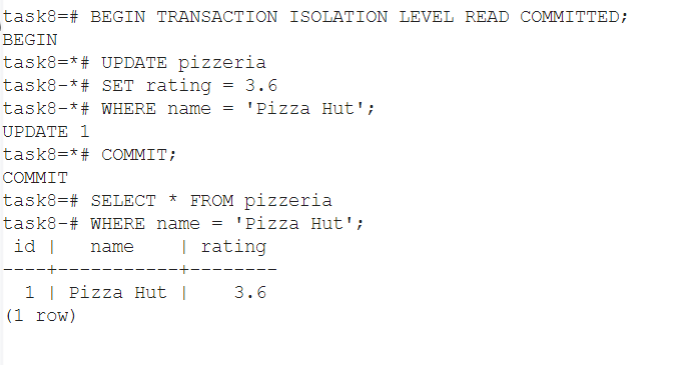 task8=# BEGIN TRANSACTION ISOLATION LEVEL READ COMMITTED;
BEGIN
task8=*# UPDATE pizzeria
task8-*# SET rating = 3.6
task8-*# WHERE name = 'Pizza Hut';
UPDATE 1
task8=*# COMMIT;
COMMIT
task8=# SELECT * FROM pizzeria
task8-# WHERE name = 'Pizza Hut';
 id |   name    | rating
----+-----------+--------
  1 | Pizza Hut |    3.6
(1 row)